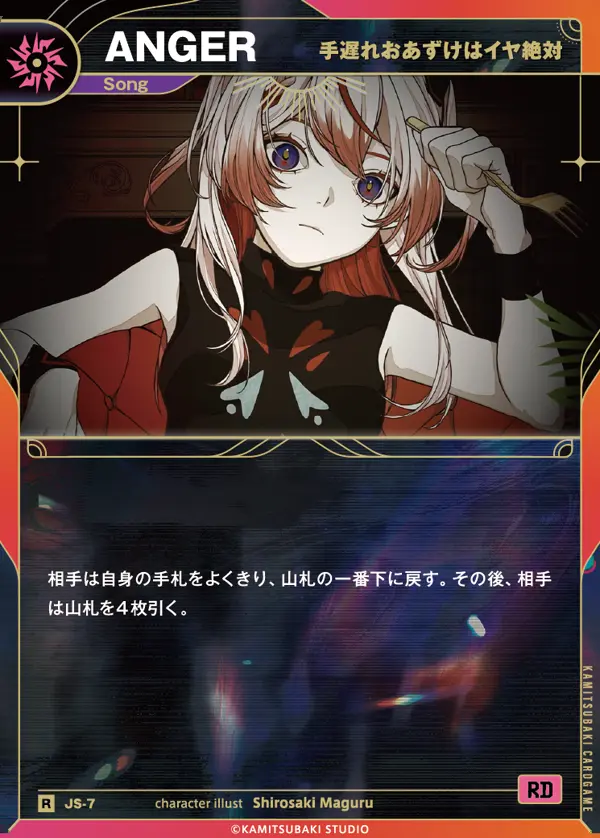 ANGER
手遅れおあずけはイヤ絶対
Song
相手は自身の手札をよくきり、山札の一番下に戻す。その後、相手
は山札を4枚引く。
KAMITSUBAKI CARDGAME
RD
R JS-7 character illust Shirosaki Maguru
©KAMITSUBAKI STUDIO